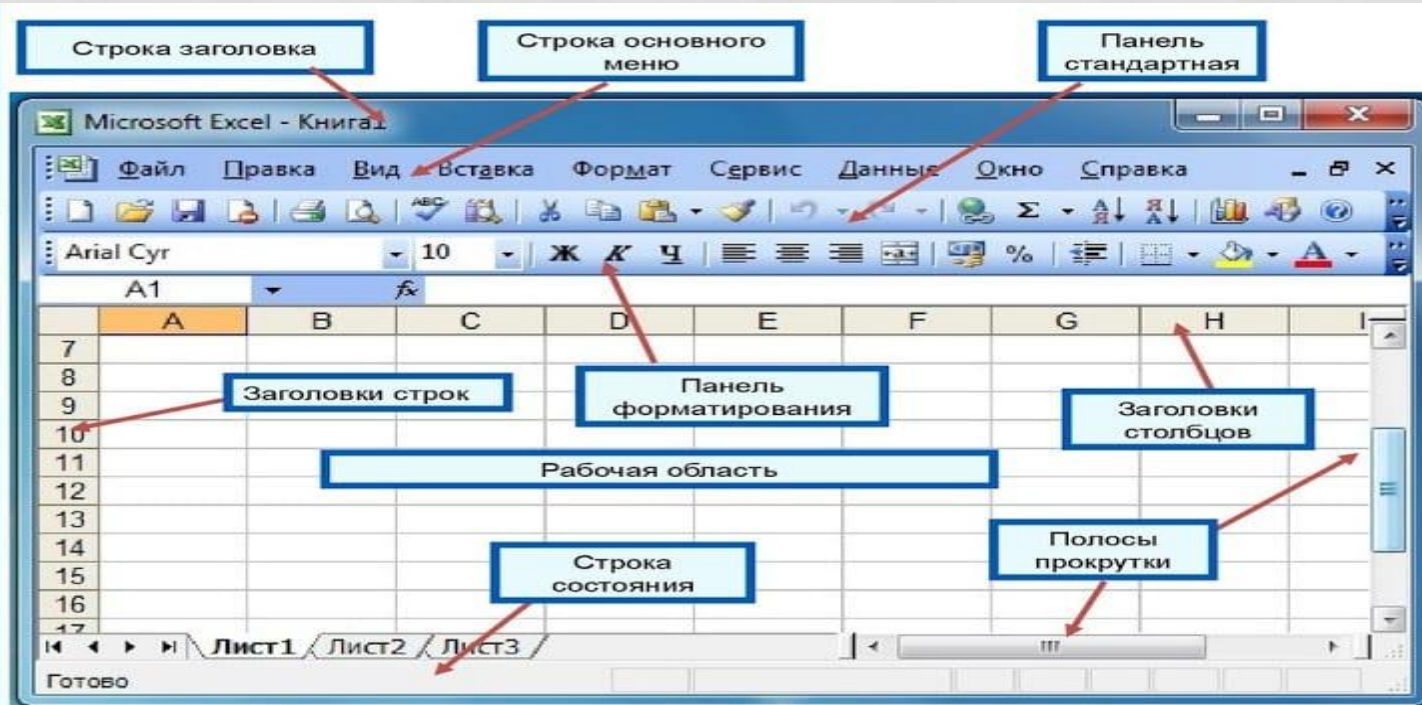 Строка заголовка
Строка основного
меню
Панель
стандартная
Microsoft Excel - Книга1
Файл Правка Вид Вставка Формат Сервис Данные Окно Справка
ABC Σ А Я Я А
Arial Cyr 10 Ж К Ч % А
A1 fx
A B C D E F G H I
7
8
9
10
11
12
13
14
15
16
17
Заголовки строк
Панель
форматирования
Заголовки
столбцов
Рабочая область
Строка
состояния
Полосы
прокрутки
Лист1 Лист2 Лист3
Готово